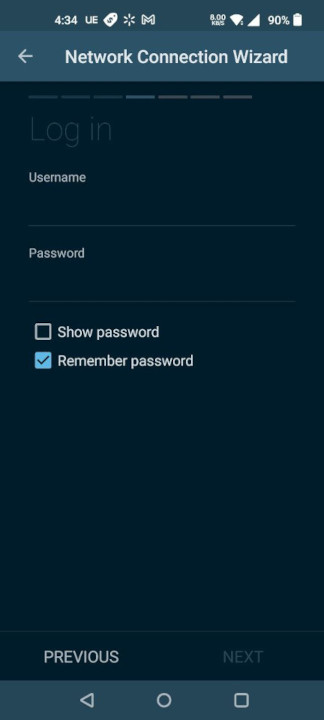 4:34 UE 8.00 KB/S 90%
Network Connection Wizard
Log in
Username
Password
Show password
Remember password
PREVIOUS NEXT